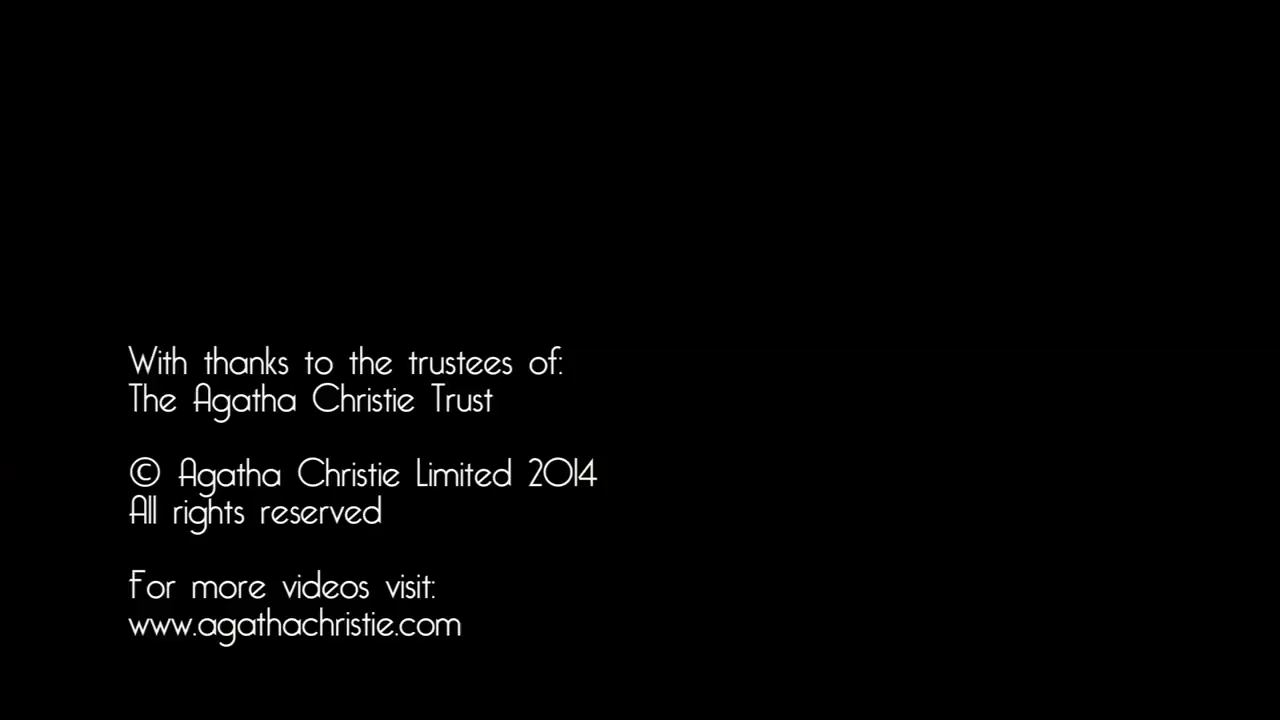 With thanks to the trustees of:
The Agatha Christie Trust
© Agatha Christie Limited 2014
All rights reserved
For more videos visit:
www.agathachristie.com